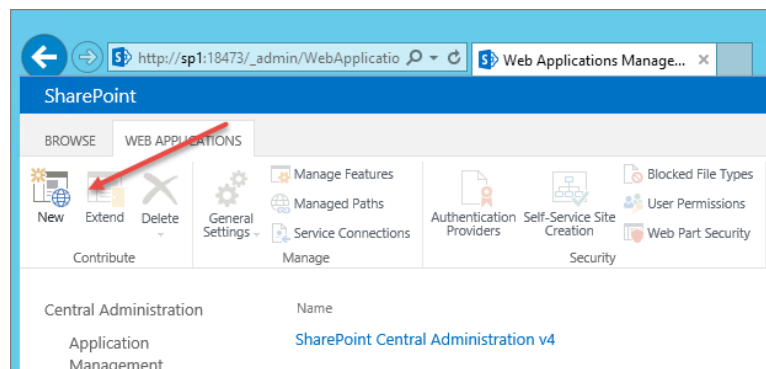 http://sp1:18473/_admin/WebApplicatio
Web Applications Manage...
SharePoint
BROWSE
WEB APPLICATIONS
New
Extend
Delete
General
Settings
Manage Features
Managed Paths
Service Connections
Authentication
Providers
Self-Service Site
Creation
Blocked File Types
User Permissions
Web Part Security
Contribute
Manage
Security
Central Administration
Application
Management
Name
SharePoint Central Administration v4